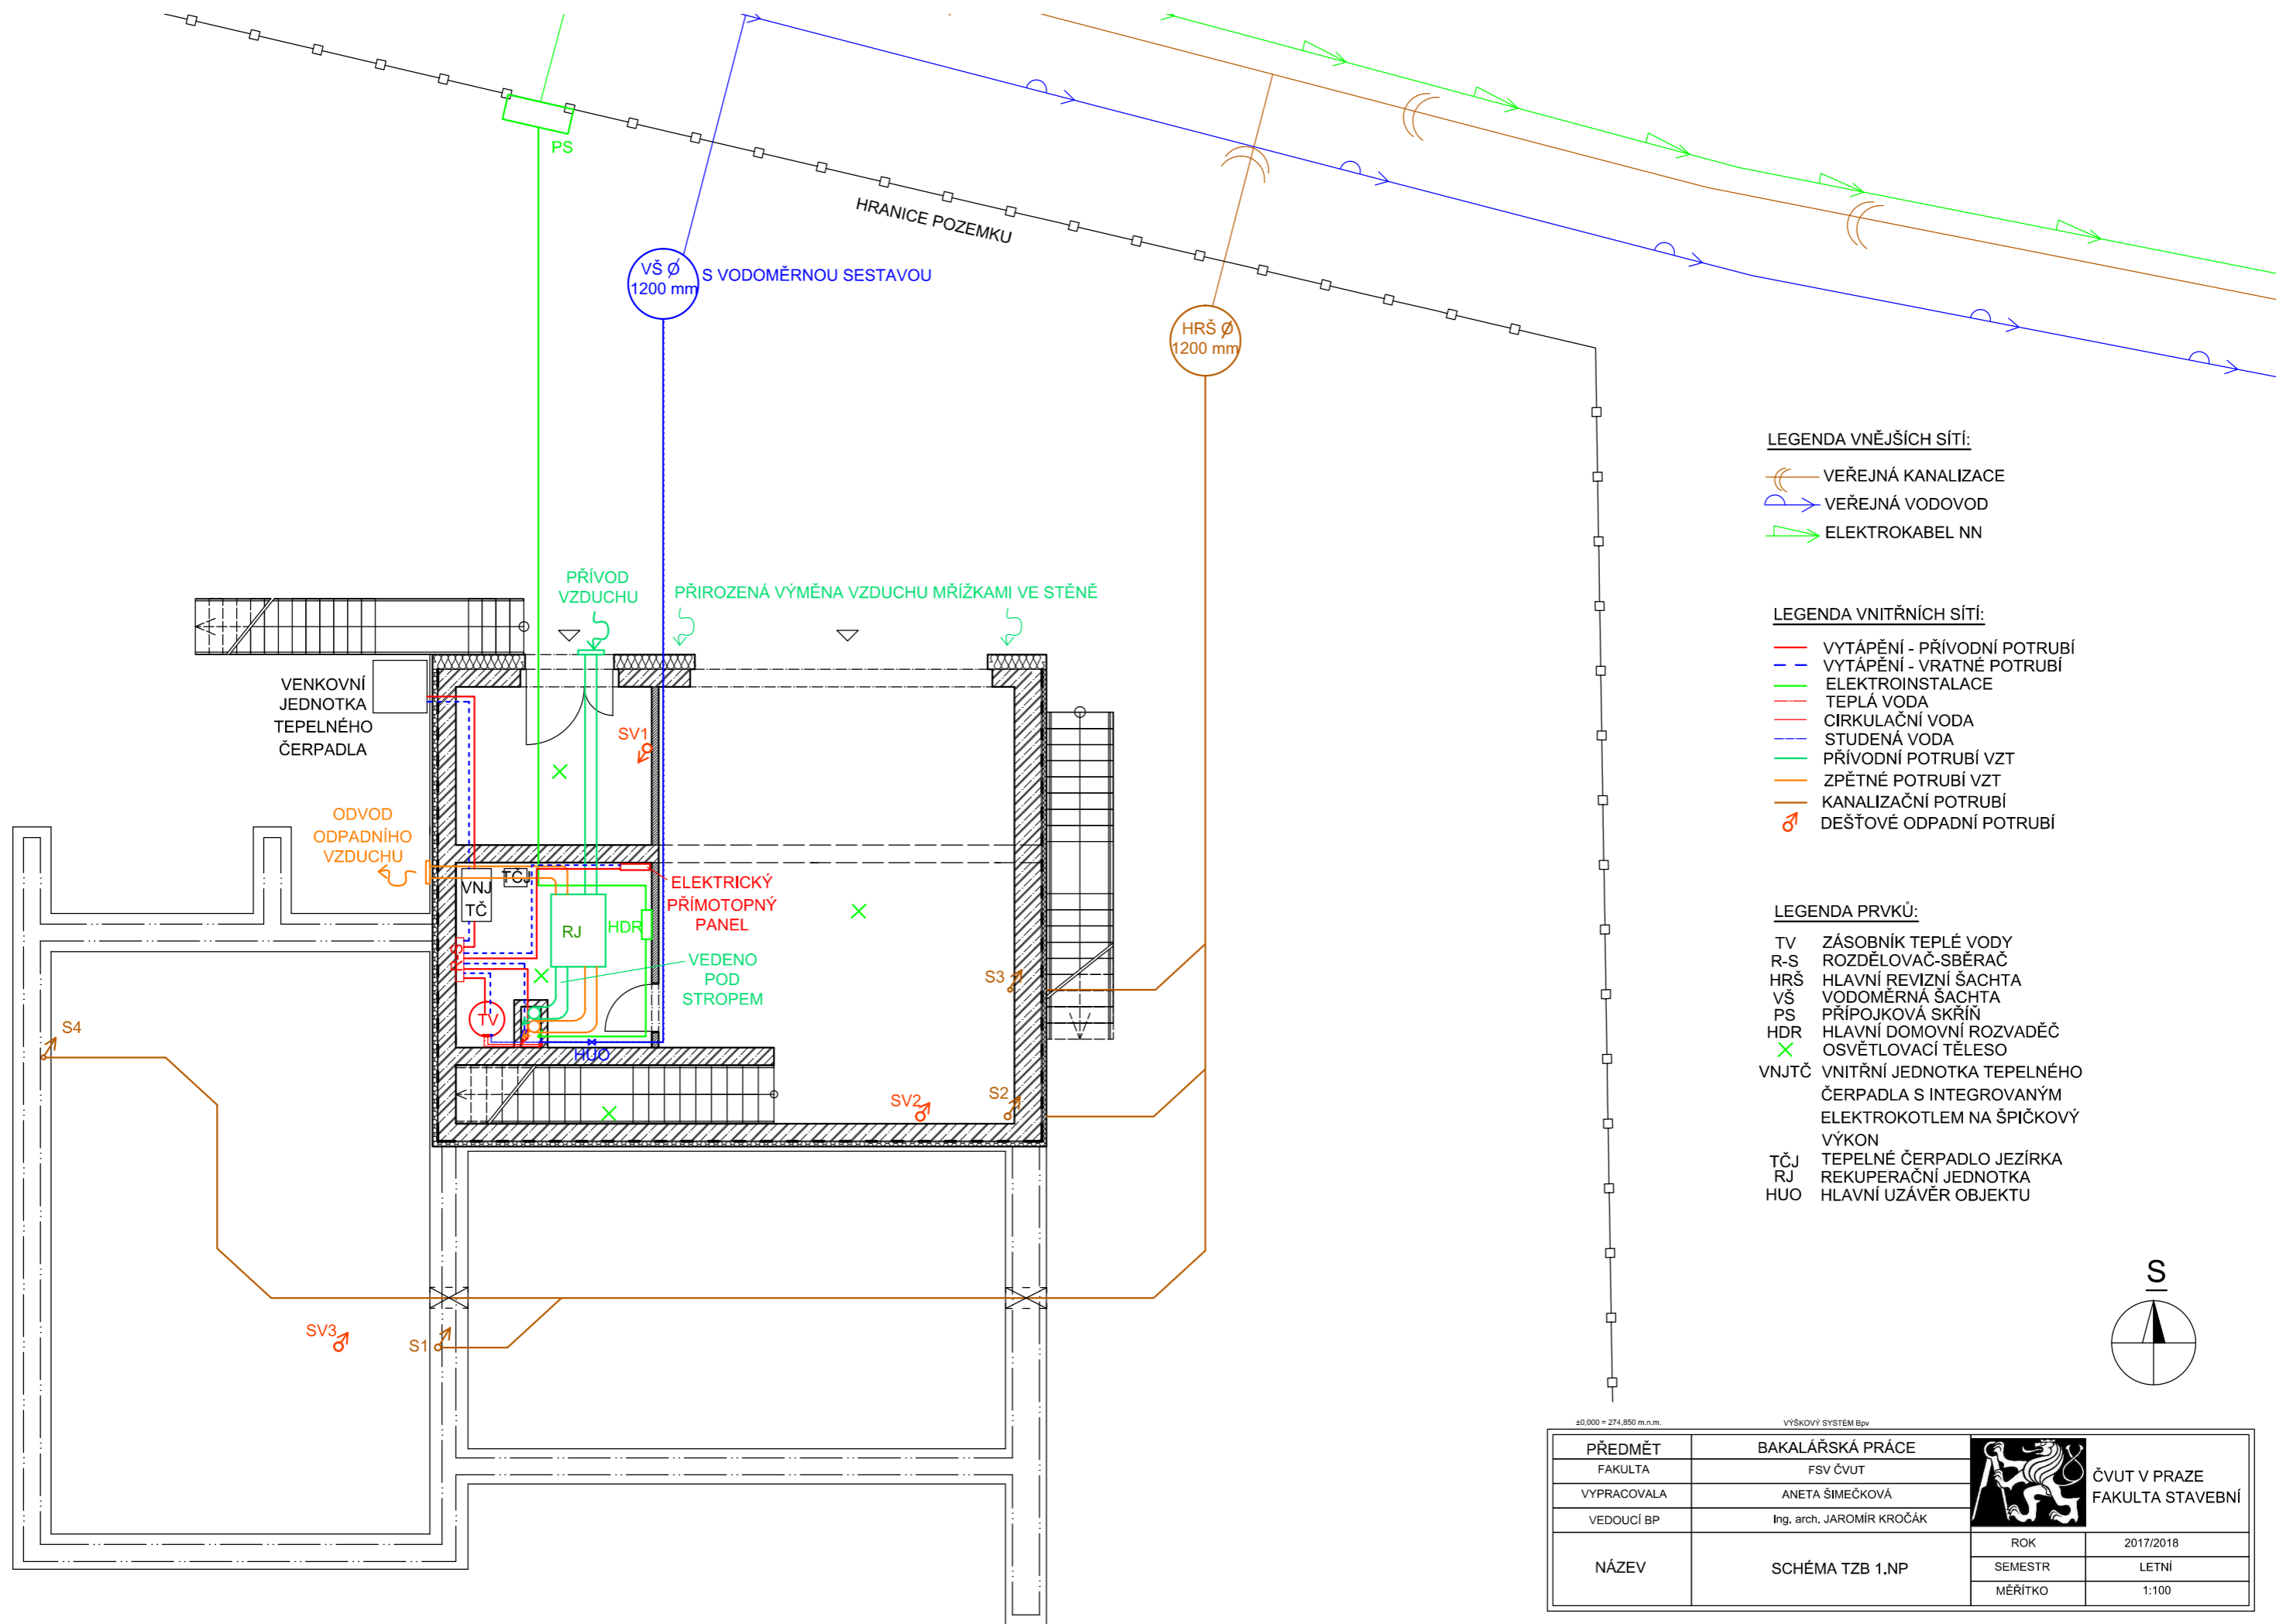 PS
HRANICE POZEMKU
VŠ Ø
1200 mm
S VODOMĚRNOU SESTAVOU
HRŠ Ø
1200 mm
LEGENDA VNĚJŠÍCH SÍTÍ:
VEŘEJNÁ KANALIZACE
VEŘEJNÁ VODOVOD
ELEKTROKABEL NN
PŘÍVOD
VZDUCHU
PŘIROZENÁ VÝMĚNA VZDUCHU MŘÍŽKAMI VE STĚNĚ
LEGENDA VNITŘNÍCH SÍTÍ:
VYTÁPĚNÍ - PŘÍVODNÍ POTRUBÍ
VYTÁPĚNÍ - VRATNÉ POTRUBÍ
ELEKTROINSTALACE
TEPLÁ VODA
CIRKULAČNÍ VODA
STUDENÁ VODA
PŘÍVODNÍ POTRUBÍ VZT
ZPĚTNÉ POTRUBÍ VZT
KANALIZAČNÍ POTRUBÍ
DEŠŤOVÉ ODPADNÍ POTRUBÍ
VENKOVNÍ
JEDNOTKA
TEPELNÉHO
ČERPADLA
SV1
ODVOD
ODPADNÍHO
VZDUCHU
VNJ
TČ
TČJ
ELEKTRICKÝ
PŘÍMOTOPNÝ
PANEL
RJ
HDR
R-S
VEDENO
POD
STROPEM
TV
HUO
S3
S4
SV2
S2
SV3
S1
LEGENDA PRVKŮ:
TV ZÁSOBNÍK TEPLÉ VODY
R-S ROZDĚLOVAČ-SBĚRAČ
HRŠ HLAVNÍ REVIZNÍ ŠACHTA
VŠ VODOMĚRNÁ ŠACHTA
PS PŘÍPOJKOVÁ SKŘÍŇ
HDR HLAVNÍ DOMOVNÍ ROZVADĚČ
OSVĚTLOVACÍ TĚLESO
VNJTČ VNITŘNÍ JEDNOTKA TEPELNÉHO
ČERPADLA S INTEGROVANÝM
ELEKTROKOTLEM NA ŠPIČKOVÝ
VÝKON
TČJ TEPELNÉ ČERPADLO JEZÍRKA
RJ REKUPERAČNÍ JEDNOTKA
HUO HLAVNÍ UZÁVĚR OBJEKTU
S
±0,000 = 274,850 m.n.m. VÝŠKOVÝ SYSTÉM Bpv
PŘEDMĚT BAKALÁŘSKÁ PRÁCE
FAKULTA FSV ČVUT
VYPRACOVALA ANETA ŠIMEČKOVÁ
VEDOUCÍ BP Ing. arch. JAROMÍR KROČÁK
ČVUT V PRAZE
FAKULTA STAVEBNÍ
NÁZEV SCHÉMA TZB 1.NP
ROK 2017/2018
SEMESTR LETNÍ
MĚŘÍTKO 1:100